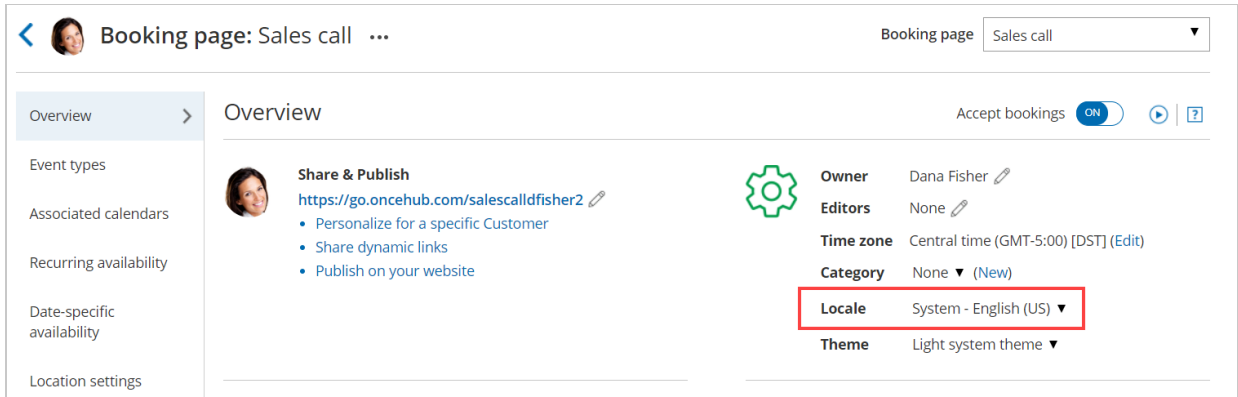 Booking page: Sales call ...
Booking page Sales call ▼
Overview
Event types
Associated calendars
Recurring availability
Date-specific
availability
Location settings
Overview
Accept bookings ON ?
Share & Publish
https://go.oncehub.com/salescalldfisher2
• Personalize for a specific Customer
• Share dynamic links
• Publish on your website
Owner Dana Fisher
Editors None
Time zone Central time (GMT-5:00) [DST] (Edit)
Category None ▼ (New)
Locale System - English (US) ▼
Theme Light system theme ▼